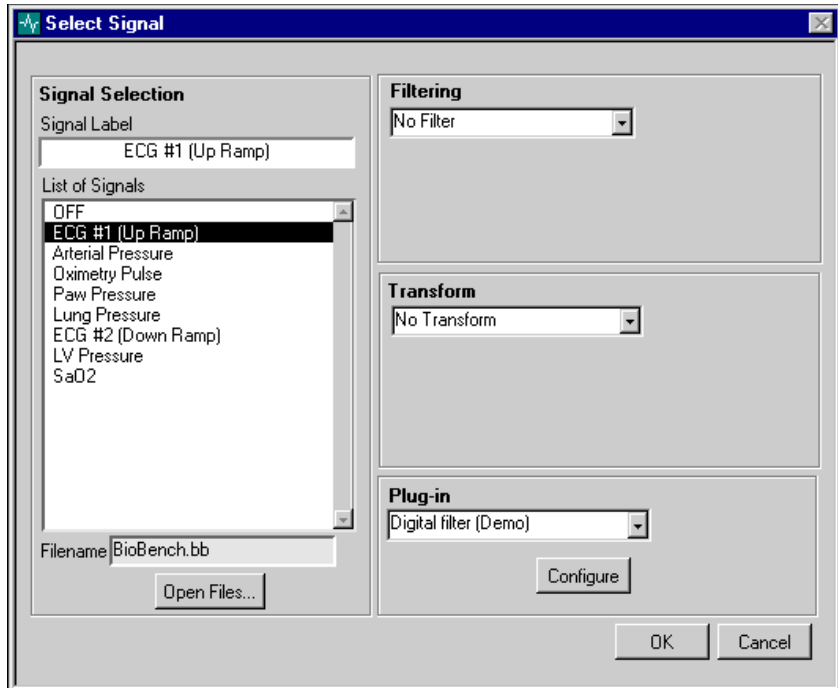 Select Signal
Signal Selection
Signal Label
ECG #1 (Up Ramp)
List of Signals
OFF
ECG #1 (Up Ramp)
Arterial Pressure
Oximetry Pulse
Paw Pressure
Lung Pressure
ECG #2 (Down Ramp)
LV Pressure
SaO2
Filename BioBench.bb
Open Files...
Filtering
No Filter
Transform
No Transform
Plug-in
Digital filter (Demo)
Configure
OK Cancel